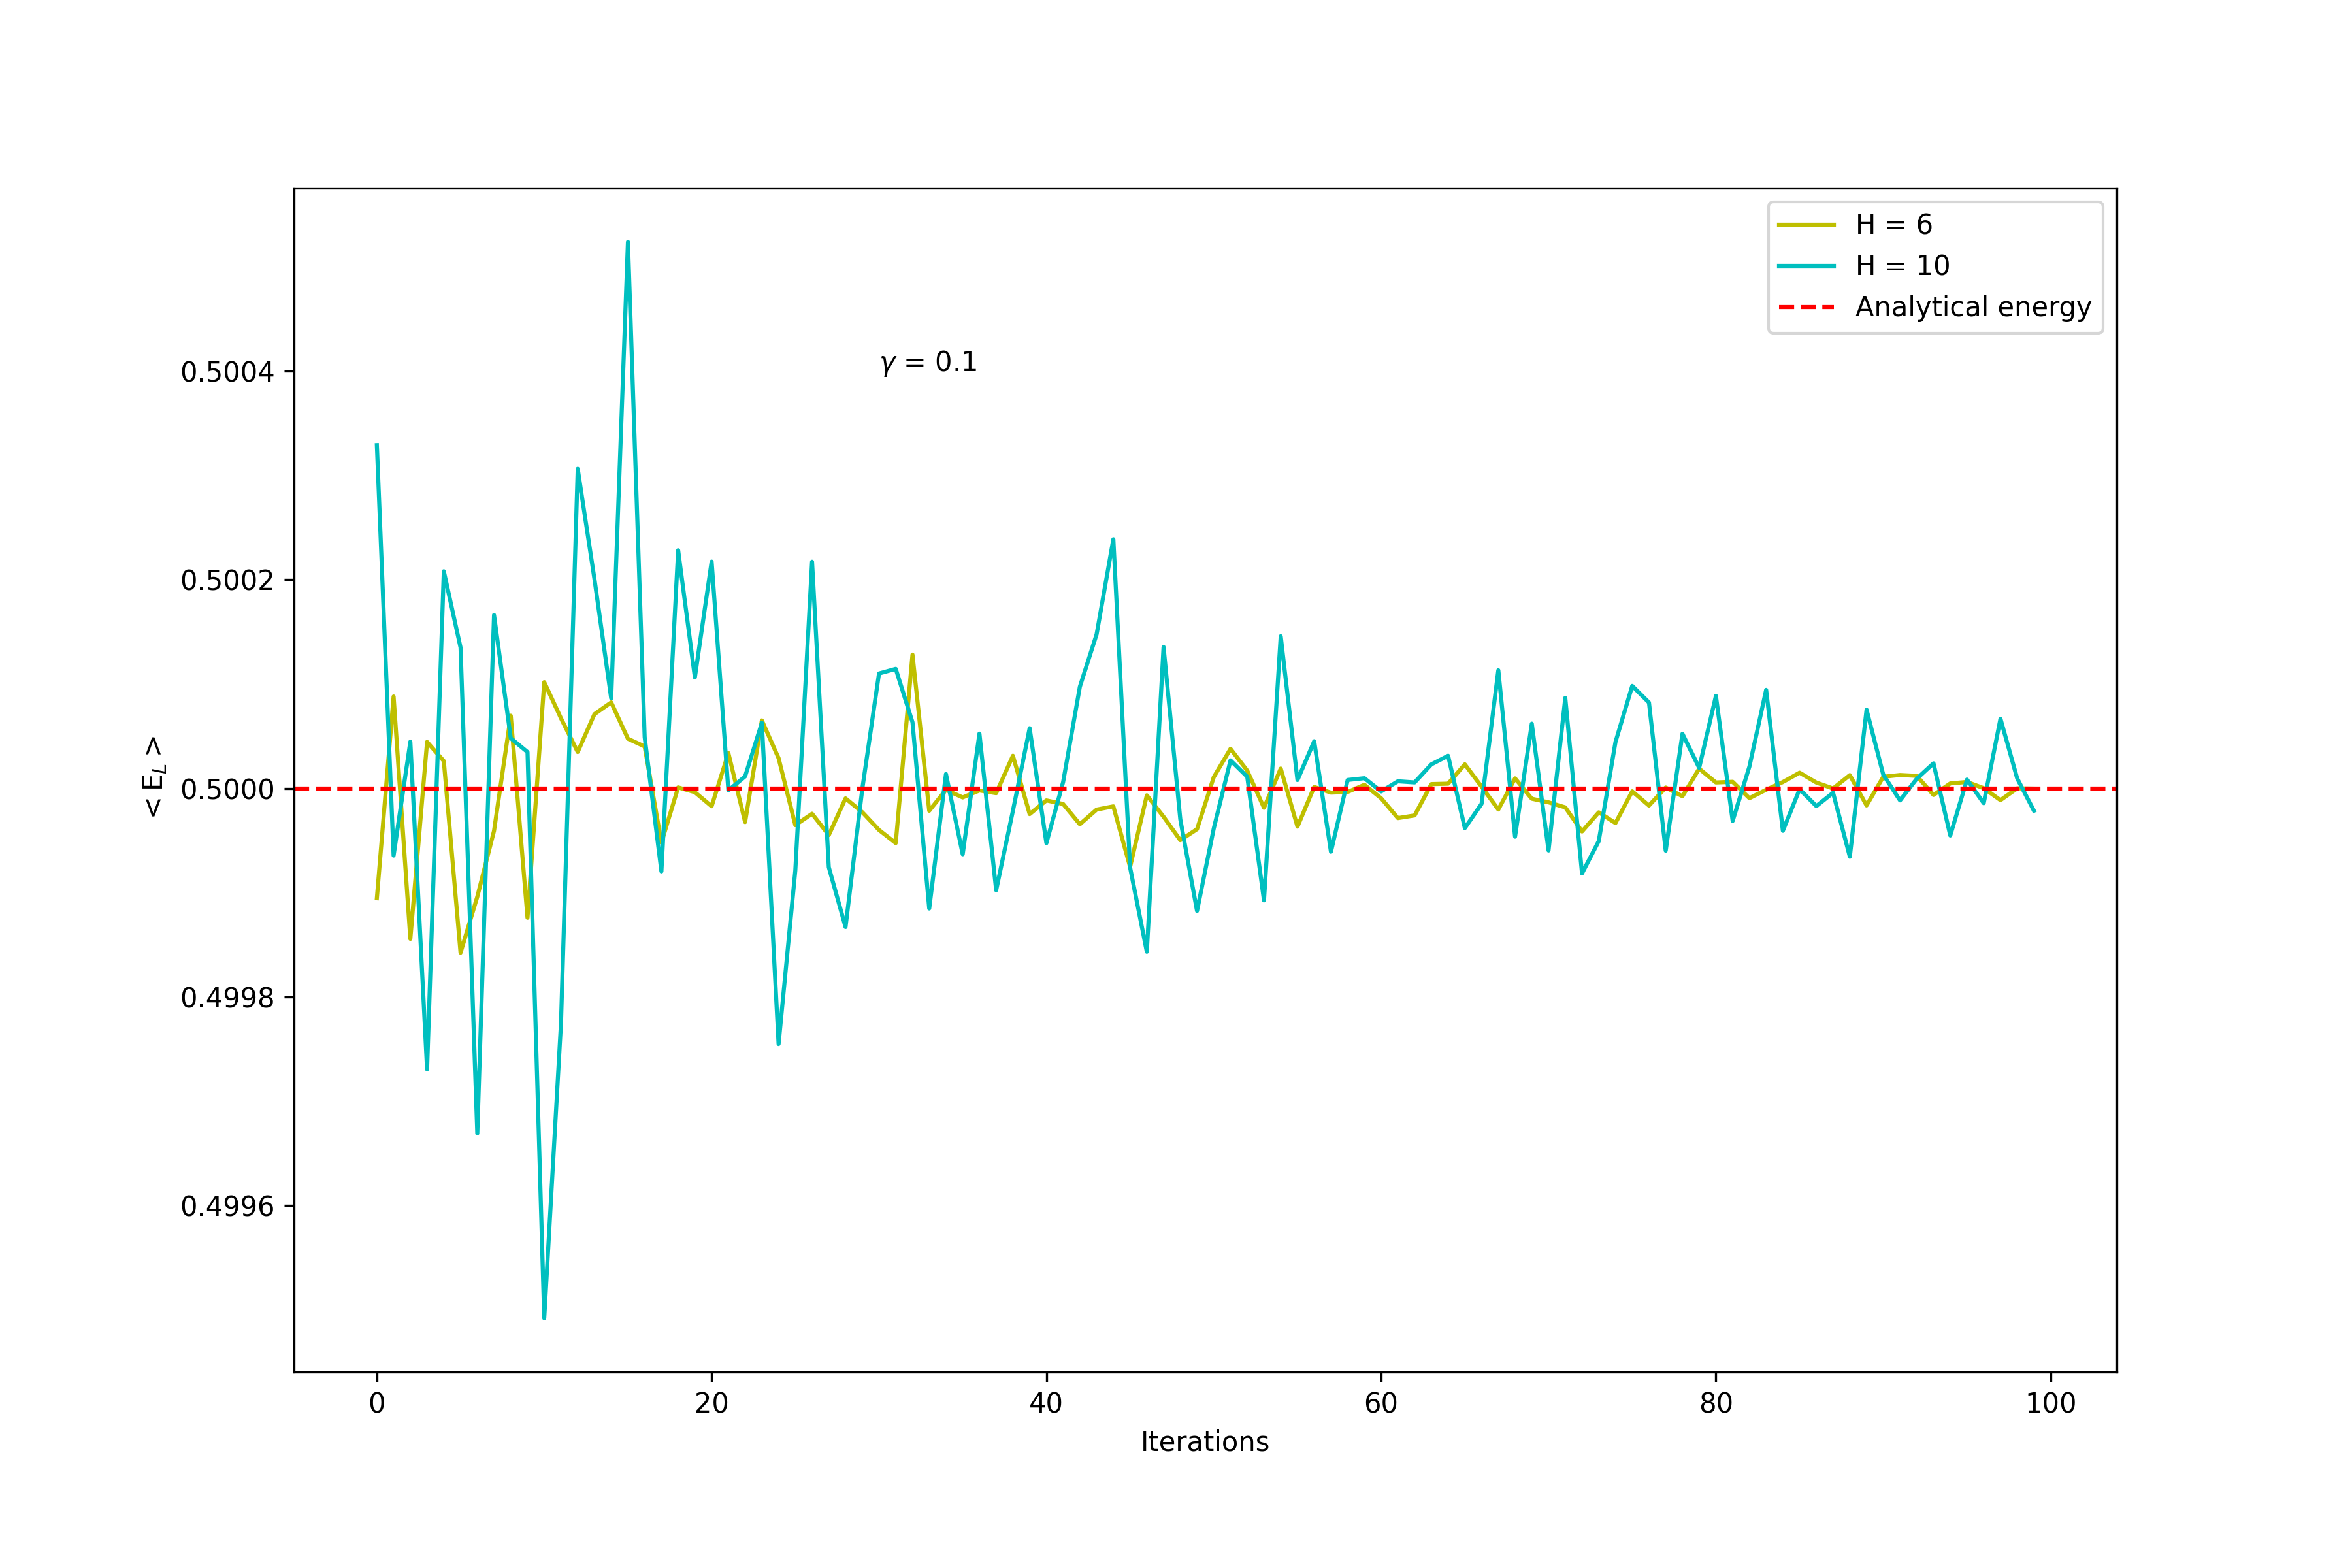 H = 6
H = 10
Analytical energy
γ = 0.1
<E_L>
0.5004
0.5002
0.5000
0.4998
0.4996
0 20 40 60 80 100
Iterations